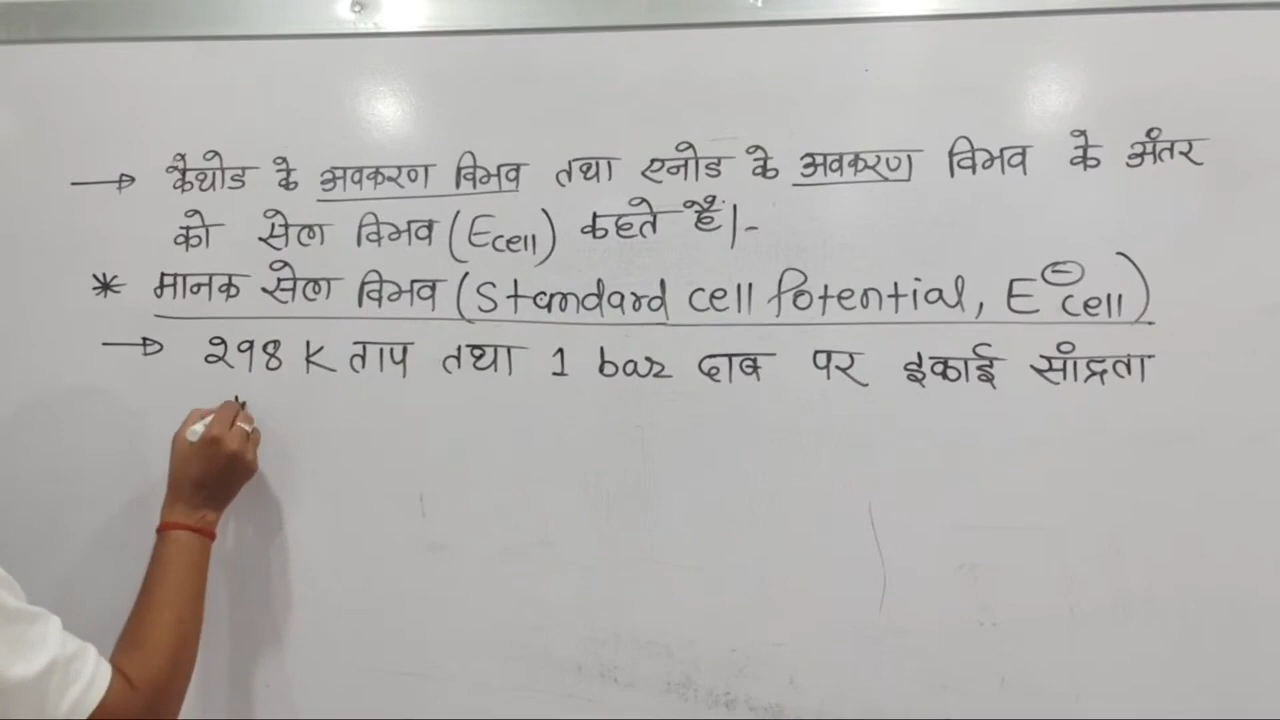 → कैथोड के अवकरण विभव तथा एनोड के अवकरण विभव के अंतर
को सेल विभव (Ecell) कहते हैं।-
* मानक सेल विभव (Standard cell Potential, E⊖cell)
→ 298 K ताप तथा 1 bar दाब पर इकाई सांद्रता